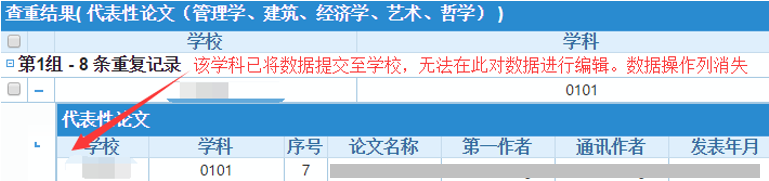 查重结果( 代表性论文（管理学、建筑、经济学、艺术、哲学） )
学校 学科
第1组 - 8 条重复记录 该学科已将数据提交至学校，无法在此对数据进行编辑。数据操作列消失
0101
代表性论文
学校 学科 序号 论文名称 第一作者 通讯作者 发表年月
0101 7